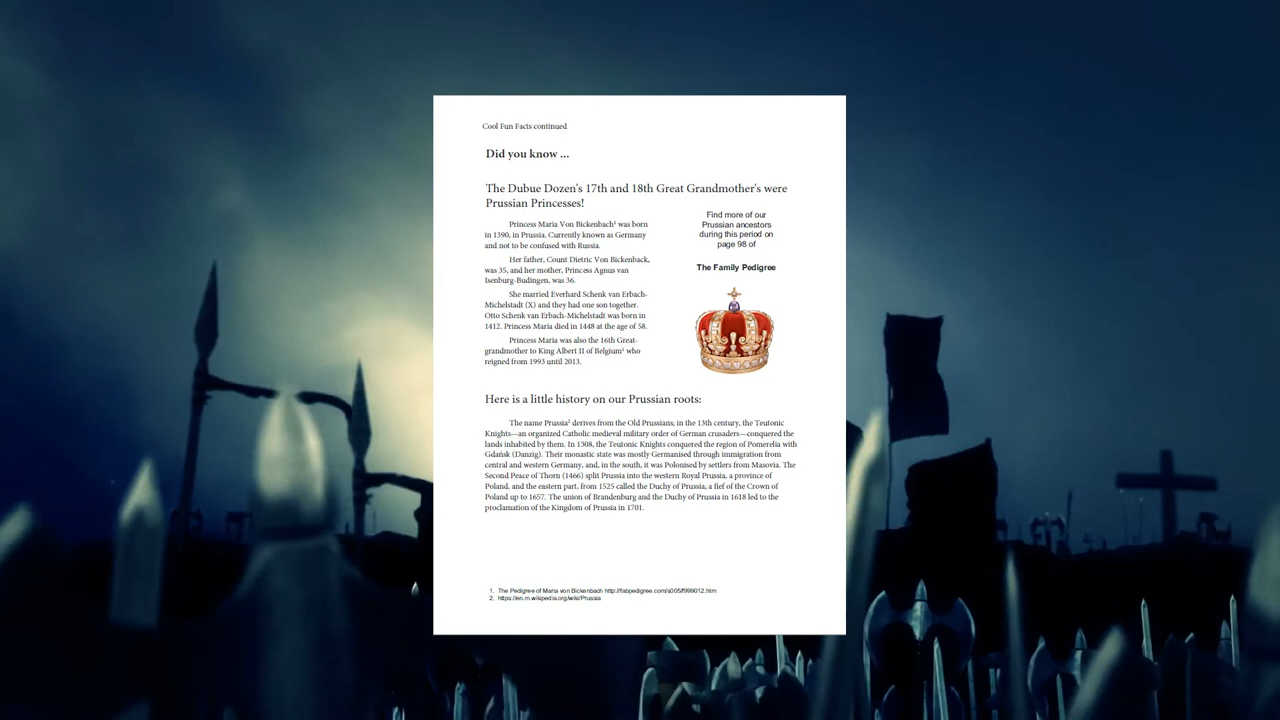 Cool Fun Facts continued
Did you know ...
The Dubue Dozen's 17th and 18th Great Grandmother's were
Prussian Princesses!
Princess Maria Von Bickenbach¹ was born
in 1390, in Prussia. Currently known as Germany
and not to be confused with Russia.
Her father, Count Dietric Von Bickenback,
was 35, and her mother, Princess Agnus van
Isenburg-Budingen, was 36.
She married Everhard Schenk van Erbach-
Michelstadt (X) and they had one son together.
Otto Schenk van Erbach-Michelstadt was born in
1412. Princess Maria died in 1448 at the age of 58.
Princess Maria was also the 16th Great-
grandmother to King Albert II of Belgium¹ who
reigned from 1993 until 2013.
Find more of our
Prussian ancestors
during this period on
page 98 of
The Family Pedigree
Here is a little history on our Prussian roots:
The name Prussia² derives from the Old Prussians; in the 13th century, the Teutonic
Knights—an organized Catholic medieval military order of German crusaders—conquered the
lands inhabited by them. In 1308, the Teutonic Knights conquered the region of Pomerelia with
Gdańsk (Danzig). Their monastic state was mostly Germanised through immigration from
central and western Germany, and, in the south, it was Polonised by settlers from Masovia. The
Second Peace of Thorn (1466) split Prussia into the western Royal Prussia, a province of
Poland, and the eastern part, from 1525 called the Duchy of Prussia, a fief of the Crown of
Poland up to 1657. The union of Brandenburg and the Duchy of Prussia in 1618 led to the
proclamation of the Kingdom of Prussia in 1701.
1. The Pedigree of Maria von Bickenbach http://fabpedigree.com/s005/f999012.htm
2. https://en.m.wikipedia.org/wiki/Prussia